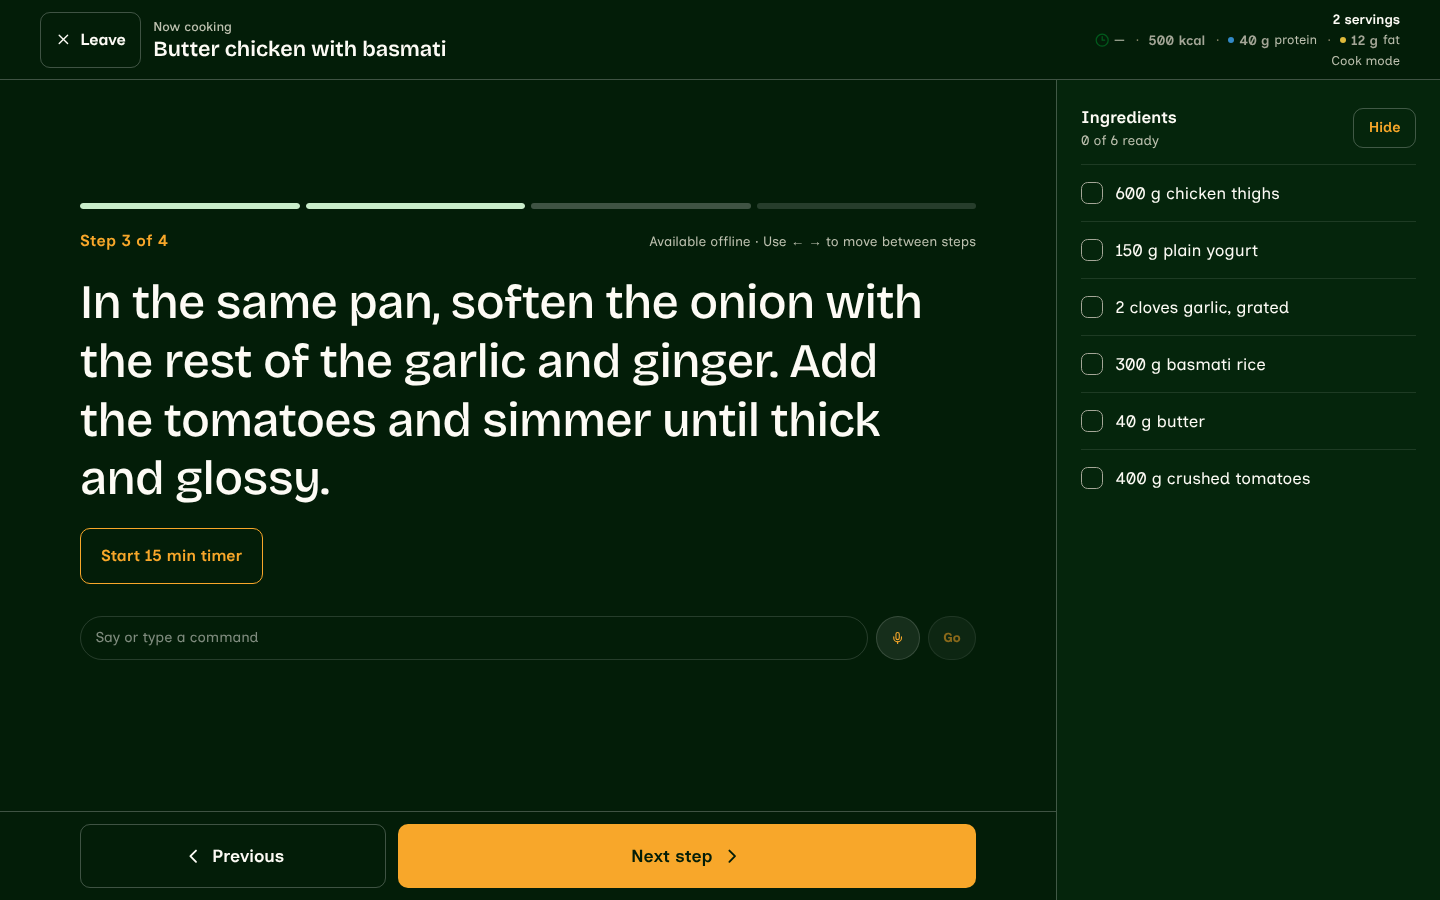 Leave
Now cooking
Butter chicken with basmati
2 servings
— · 500 kcal · 40 g protein · 12 g fat
Cook mode
Step 3 of 4
Available offline · Use ← → to move between steps
In the same pan, soften the onion with
the rest of the garlic and ginger. Add
the tomatoes and simmer until thick
and glossy.
Start 15 min timer
Say or type a command
Go
Previous
Next step
Ingredients
0 of 6 ready
Hide
600 g chicken thighs
150 g plain yogurt
2 cloves garlic, grated
300 g basmati rice
40 g butter
400 g crushed tomatoes